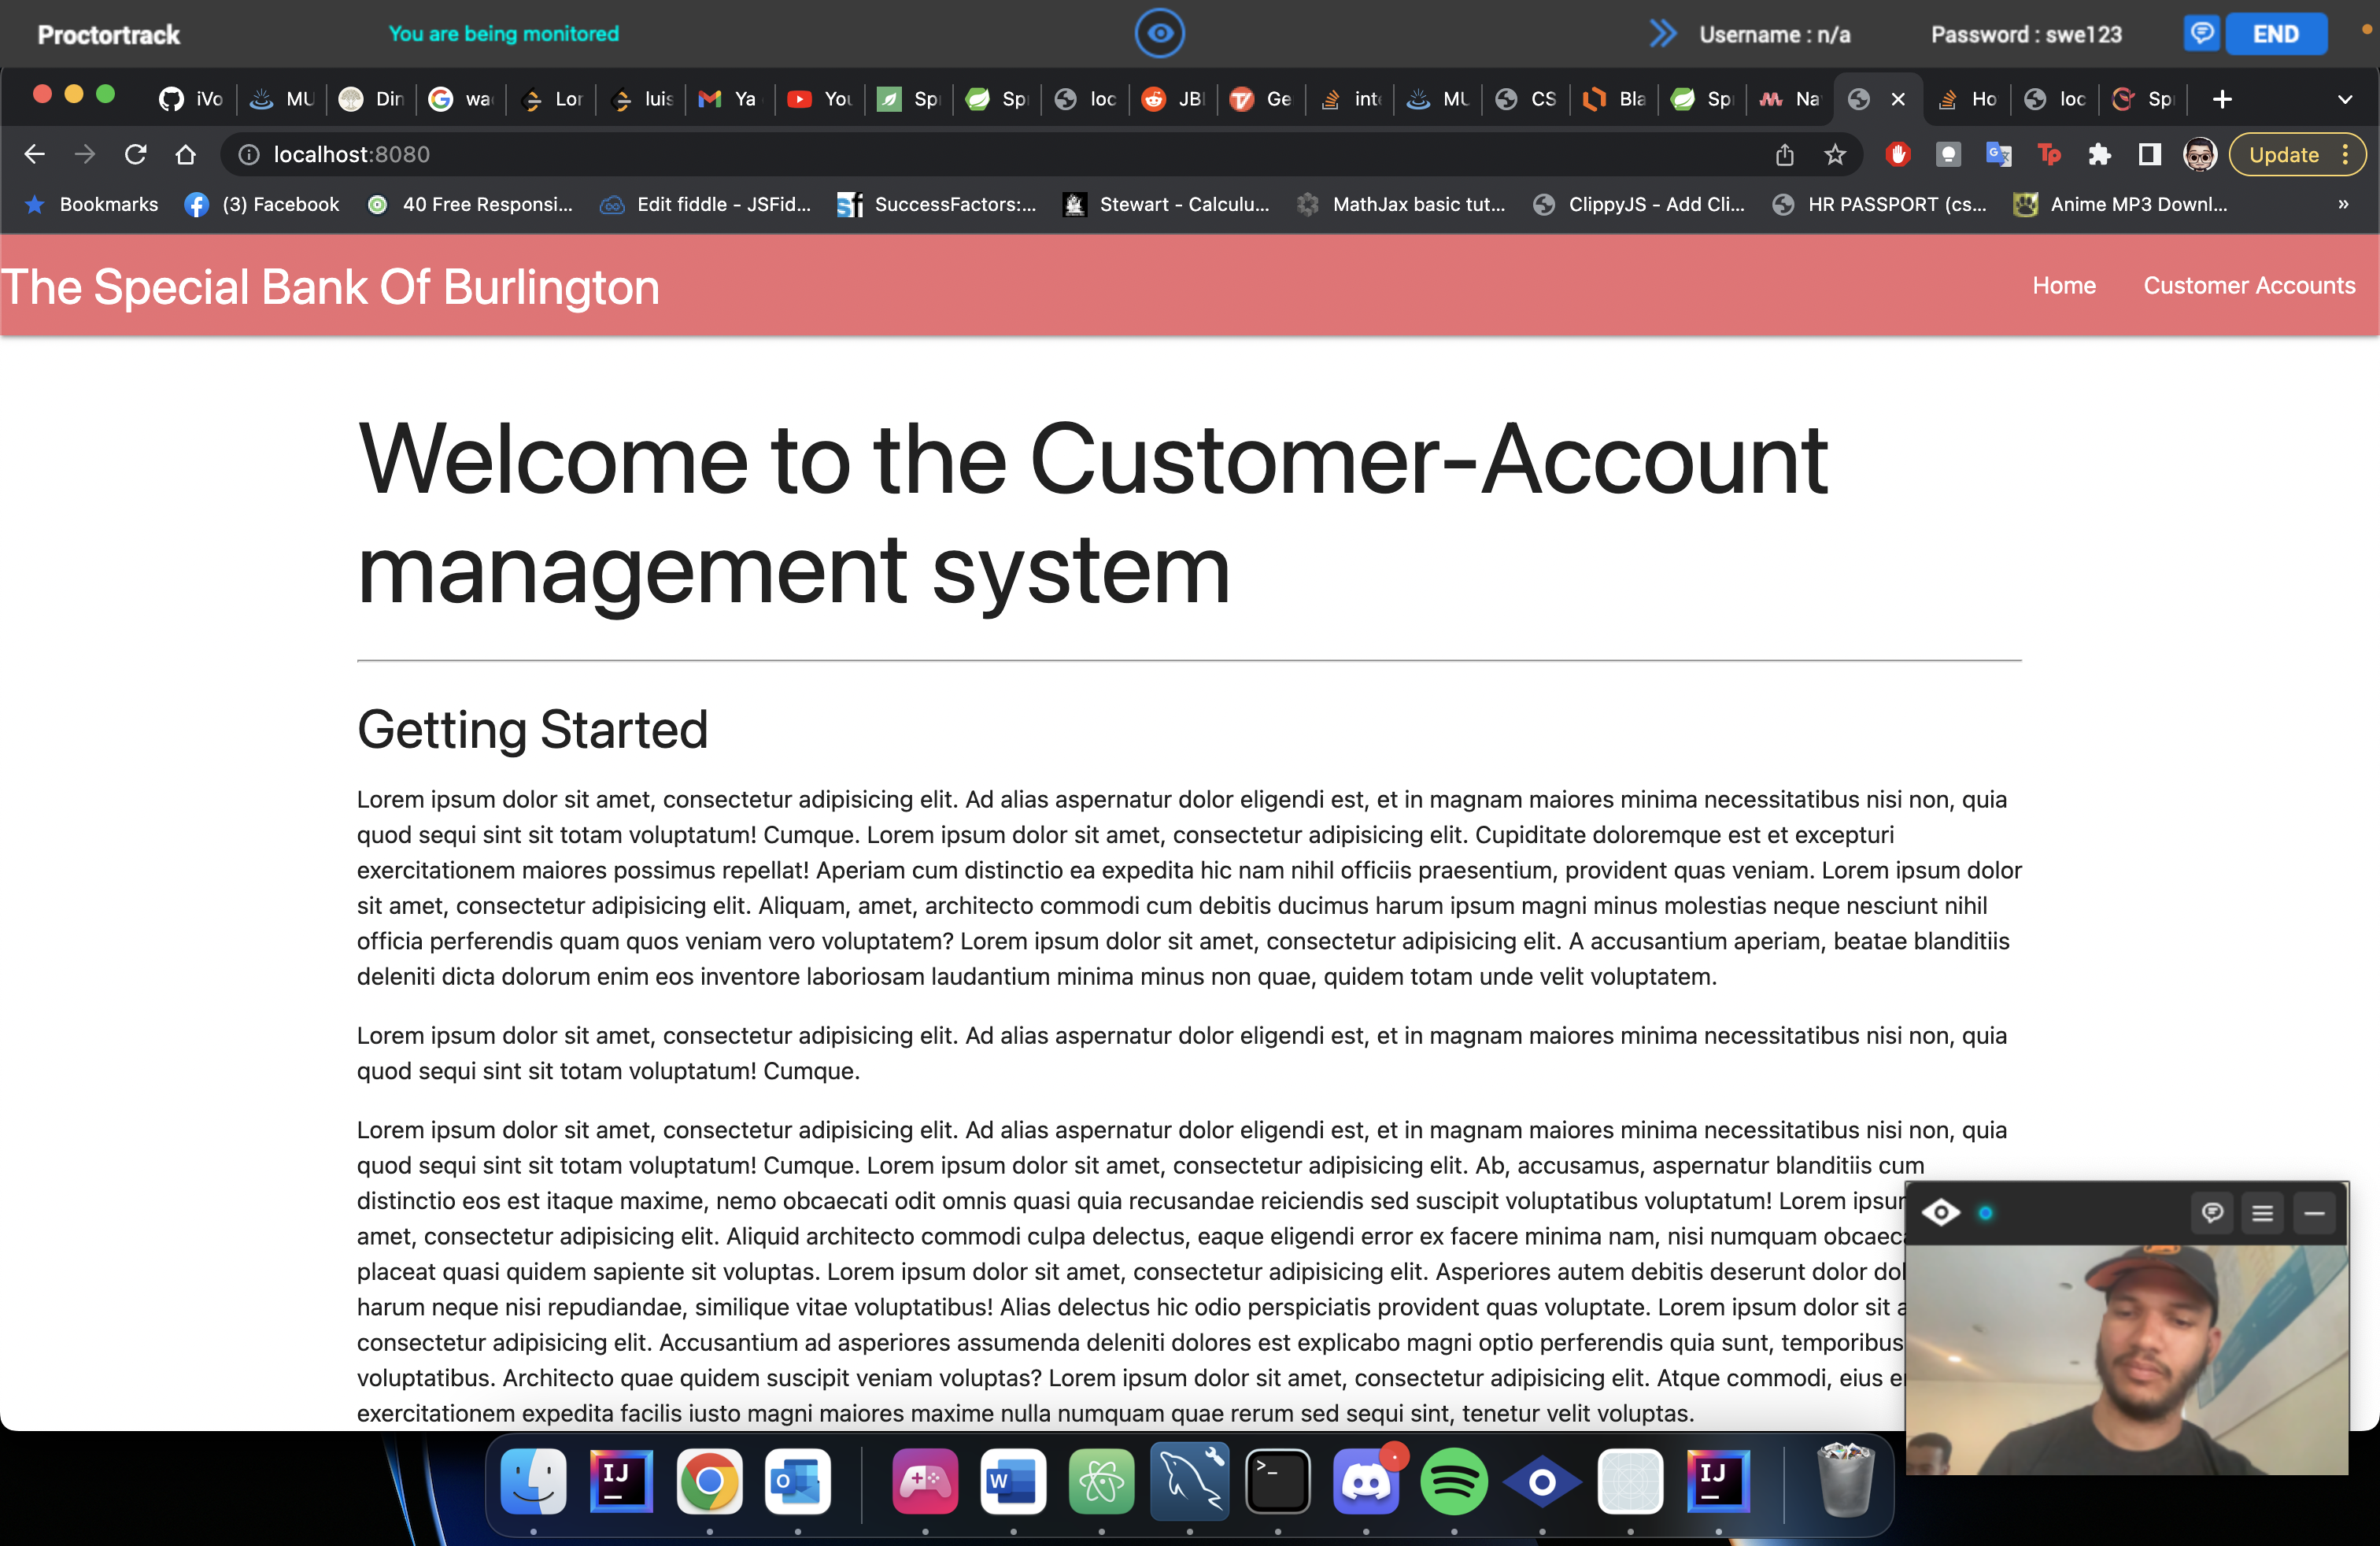 Proctortrack You are being monitored Username : n/a Password : swe123 END
iVo MU Din wa Lor luis Ya You Sp Sp loc JB Ge int MU CS Bla Sp Na Ho loc Sp
localhost:8080 Update
Bookmarks (3) Facebook 40 Free Responsi... Edit fiddle - JSFid... SuccessFactors:... Stewart - Calculu... MathJax basic tut... ClippyJS - Add Cli... HR PASSPORT (cs... Anime MP3 Downl... »
The Special Bank Of Burlington Home Customer Accounts
Welcome to the Customer-Account
management system
Getting Started
Lorem ipsum dolor sit amet, consectetur adipisicing elit. Ad alias aspernatur dolor eligendi est, et in magnam maiores minima necessitatibus nisi non, quia
quod sequi sint sit totam voluptatum! Cumque. Lorem ipsum dolor sit amet, consectetur adipisicing elit. Cupiditate doloremque est et excepturi
exercitationem maiores possimus repellat! Aperiam cum distinctio ea expedita hic nam nihil officiis praesentium, provident quas veniam. Lorem ipsum dolor
sit amet, consectetur adipisicing elit. Aliquam, amet, architecto commodi cum debitis ducimus harum ipsum magni minus molestias neque nesciunt nihil
officia perferendis quam quos veniam vero voluptatem? Lorem ipsum dolor sit amet, consectetur adipisicing elit. A accusantium aperiam, beatae blanditiis
deleniti dicta dolorum enim eos inventore laboriosam laudantium minima minus non quae, quidem totam unde velit voluptatem.
Lorem ipsum dolor sit amet, consectetur adipisicing elit. Ad alias aspernatur dolor eligendi est, et in magnam maiores minima necessitatibus nisi non, quia
quod sequi sint sit totam voluptatum! Cumque.
Lorem ipsum dolor sit amet, consectetur adipisicing elit. Ad alias aspernatur dolor eligendi est, et in magnam maiores minima necessitatibus nisi non, quia
quod sequi sint sit totam voluptatum! Cumque. Lorem ipsum dolor sit amet, consectetur adipisicing elit. Ab, accusamus, aspernatur blanditiis cum
distinctio eos est itaque maxime, nemo obcaecati odit omnis quasi quia recusandae reiciendis sed suscipit voluptatibus voluptatum! Lorem ipsum
amet, consectetur adipisicing elit. Aliquid architecto commodi culpa delectus, eaque eligendi error ex facere minima nam, nisi numquam obcaec
placeat quasi quidem sapiente sit voluptas. Lorem ipsum dolor sit amet, consectetur adipisicing elit. Asperiores autem debitis deserunt dolor dol
harum neque nisi repudiandae, similique vitae voluptatibus! Alias delectus hic odio perspiciatis provident quas voluptate. Lorem ipsum dolor sit a
consectetur adipisicing elit. Accusantium ad asperiores assumenda deleniti dolores est explicabo magni optio perferendis quia sunt, temporibus
voluptatibus. Architecto quae quidem suscipit veniam voluptas? Lorem ipsum dolor sit amet, consectetur adipisicing elit. Atque commodi, eius e
exercitationem expedita facilis iusto magni maiores maxime nulla numquam quae rerum sed sequi sint, tenetur velit voluptas.